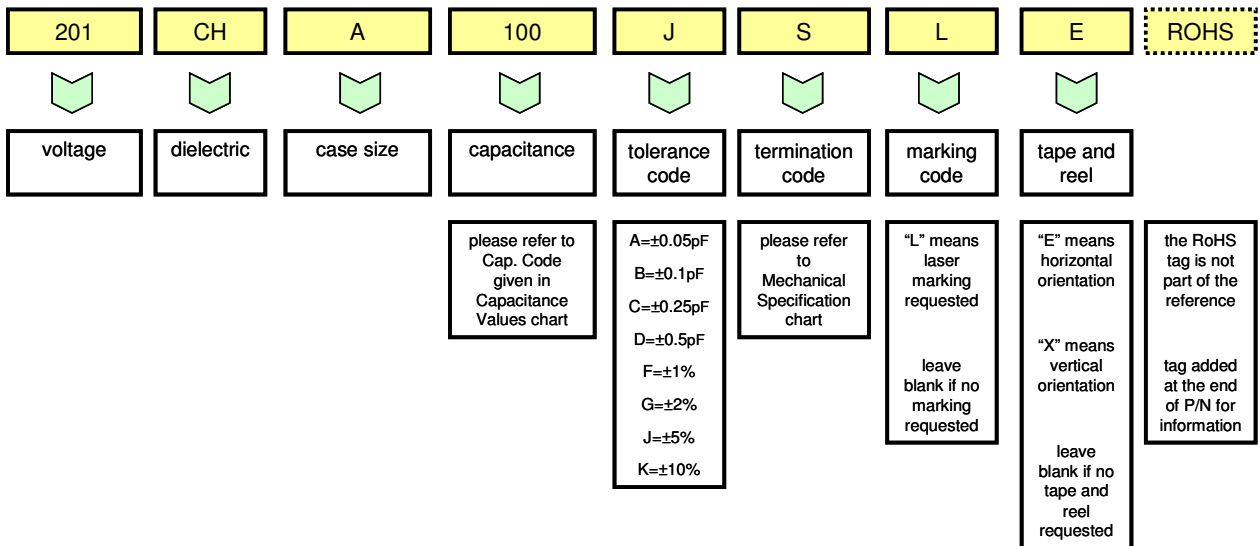 201 CH A 100 J S L E ROHS
voltage dielectric case size capacitance tolerance code termination code marking code tape and reel
please refer to
Cap. Code
given in
Capacitance
Values chart
A=±0.05pF
B=±0.1pF
C=±0.25pF
D=±0.5pF
F=±1%
G=±2%
J=±5%
K=±10%
please refer
to
Mechanical
Specification
chart
“L” means
laser
marking
requested
leave
blank if no
marking
requested
“E” means
horizontal
orientation
“X” means
vertical
orientation
leave
blank if no
tape and
reel
requested
the RoHS
tag is not
part of the
reference
tag added
at the end
of P/N for
information